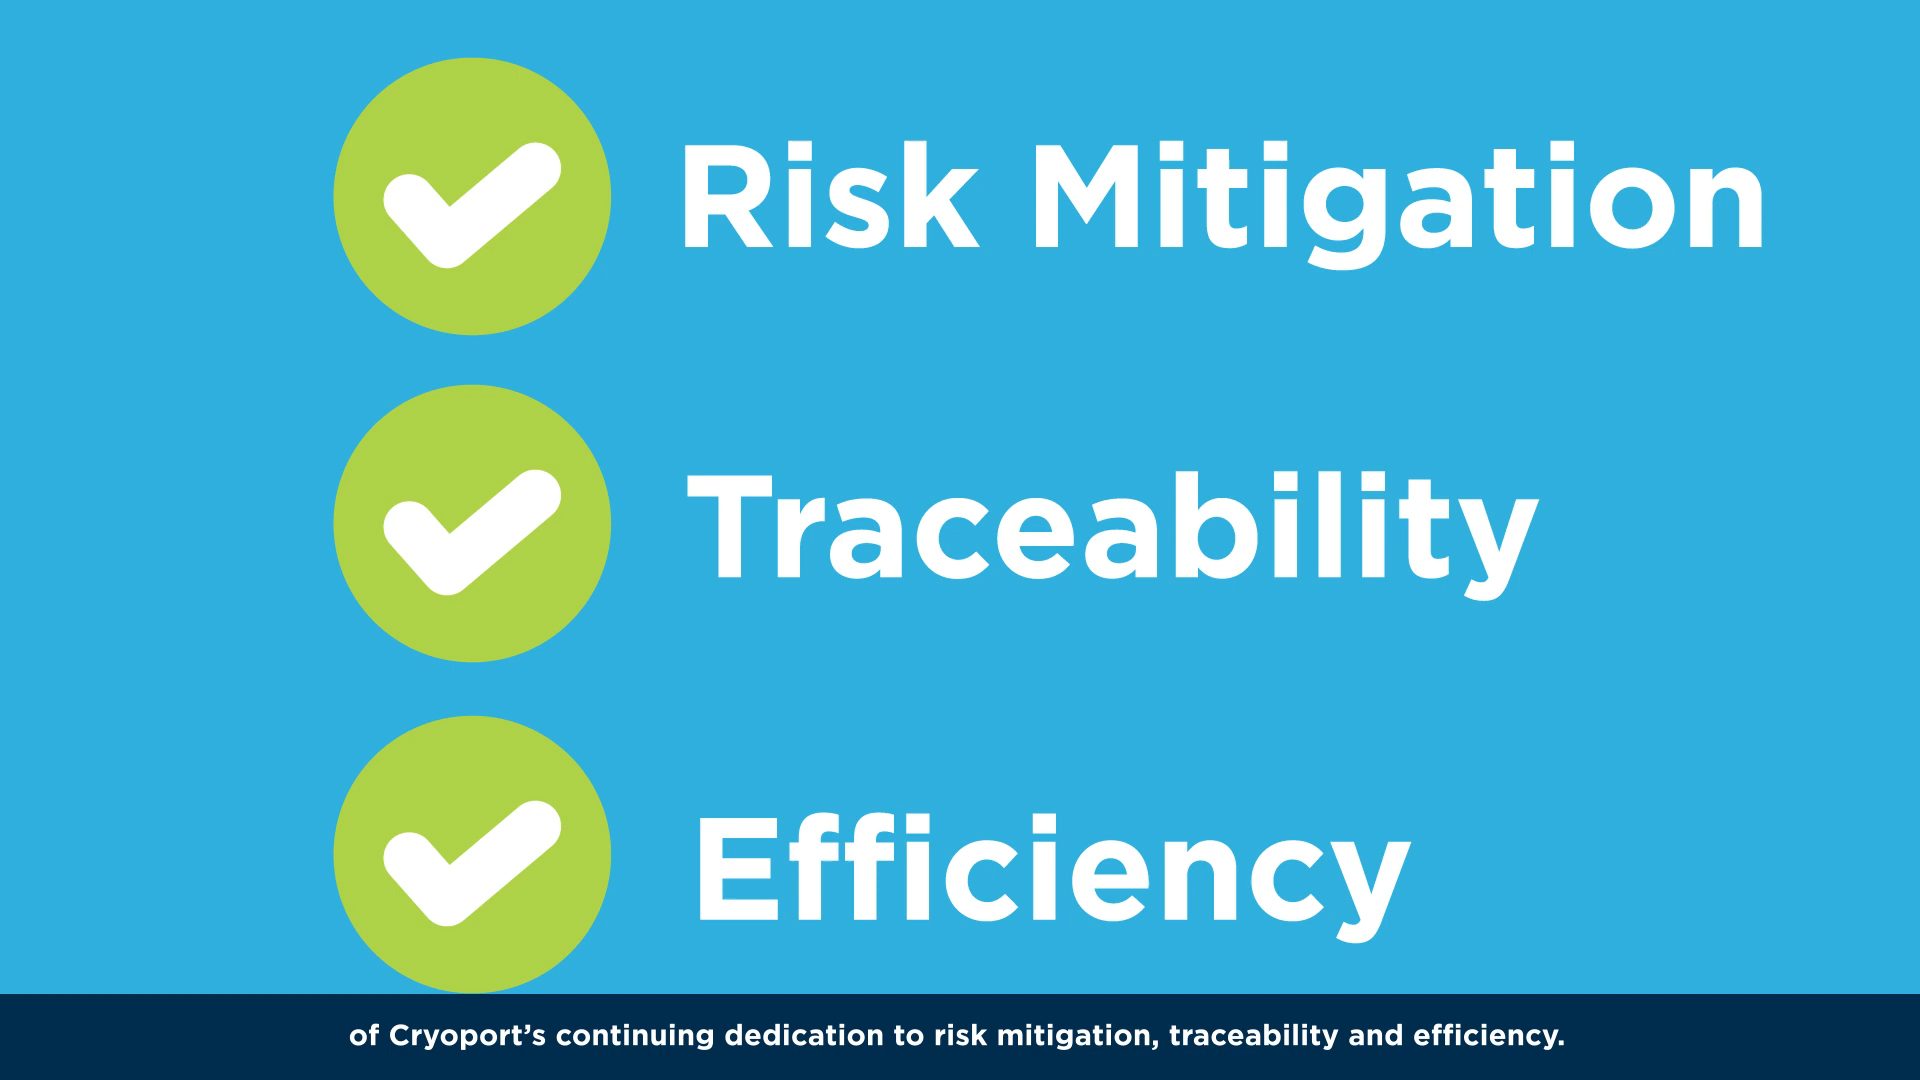 Risk Mitigation
Traceability
Efficiency
of Cryoport’s continuing dedication to risk mitigation, traceability and efficiency.